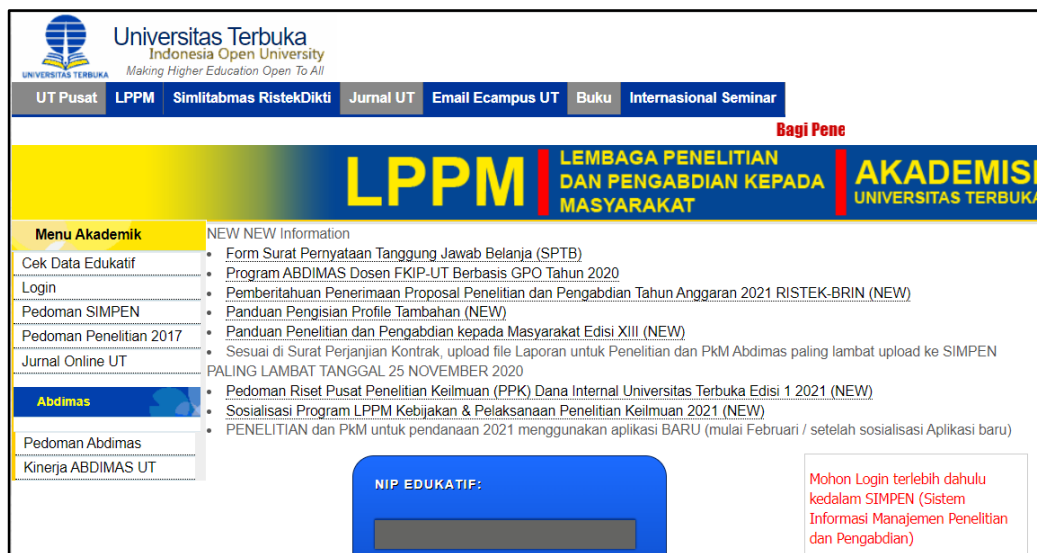 Universitas Terbuka
Indonesia Open University
Making Higher Education Open To All
UNIVERSITAS TERBUKA
UT Pusat LPPM Simlitabmas RistekDikti Jurnal UT Email Ecampus UT Buku Internasional Seminar
Bagi Pene
LPPM
LEMBAGA PENELITIAN
DAN PENGABDIAN KEPADA
MASYARAKAT
AKADEMISI
UNIVERSITAS TERBUKA
Menu Akademik
Cek Data Edukatif
Login
Pedoman SIMPEN
Pedoman Penelitian 2017
Jurnal Online UT
Abdimas
Pedoman Abdimas
Kinerja ABDIMAS UT
NEW NEW Information
Form Surat Pernyataan Tanggung Jawab Belanja (SPTB)
Program ABDIMAS Dosen FKIP-UT Berbasis GPO Tahun 2020
Pemberitahuan Penerimaan Proposal Penelitian dan Pengabdian Tahun Anggaran 2021 RISTEK-BRIN (NEW)
Panduan Pengisian Profile Tambahan (NEW)
Panduan Penelitian dan Pengabdian kepada Masyarakat Edisi XIII (NEW)
Sesuai di Surat Perjanjian Kontrak, upload file Laporan untuk Penelitian dan PkM Abdimas paling lambat upload ke SIMPEN
PALING LAMBAT TANGGAL 25 NOVEMBER 2020
Pedoman Riset Pusat Penelitian Keilmuan (PPK) Dana Internal Universitas Terbuka Edisi 1 2021 (NEW)
Sosialisasi Program LPPM Kebijakan & Pelaksanaan Penelitian Keilmuan 2021 (NEW)
PENELITIAN dan PkM untuk pendanaan 2021 menggunakan aplikasi BARU (mulai Februari / setelah sosialisasi Aplikasi baru)
NIP EDUKATIF:
Mohon Login terlebih dahulu
kedalam SIMPEN (Sistem
Informasi Manajemen Penelitian
dan Pengabdian)